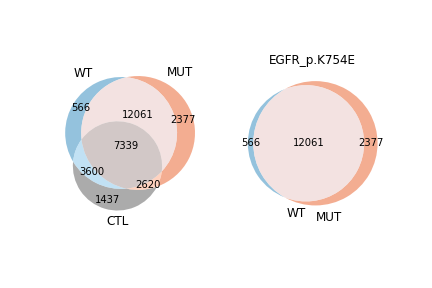 WT
MUT
566
12061
2377
7339
3600
2620
1437
CTL
EGFR_p.K754E
566
12061
2377
WT
MUT